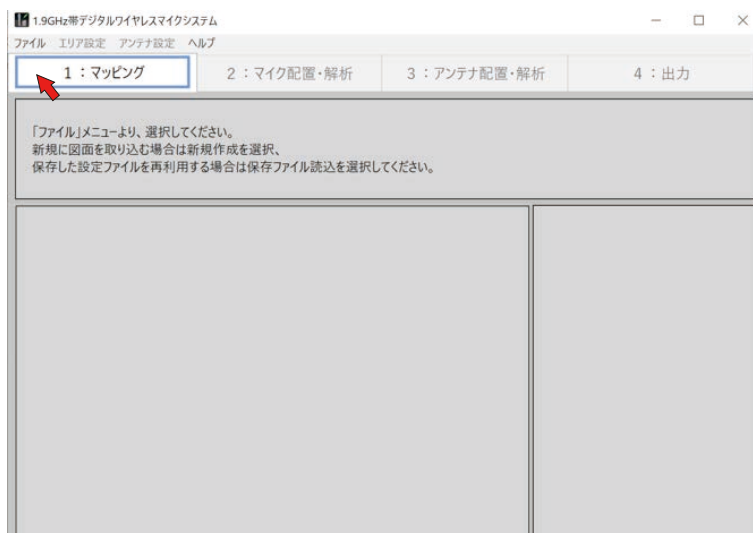 1.9GHz帯デジタルワイヤレスマイクシステム
ファイル エリア設定 アンテナ設定 ヘルプ
1：マッピング 2：マイク配置・解析 3：アンテナ配置・解析 4：出力
「ファイル」メニューより、選択してください。
新規に図面を取り込む場合は新規作成を選択、
保存した設定ファイルを再利用する場合は保存ファイル読込を選択してください。